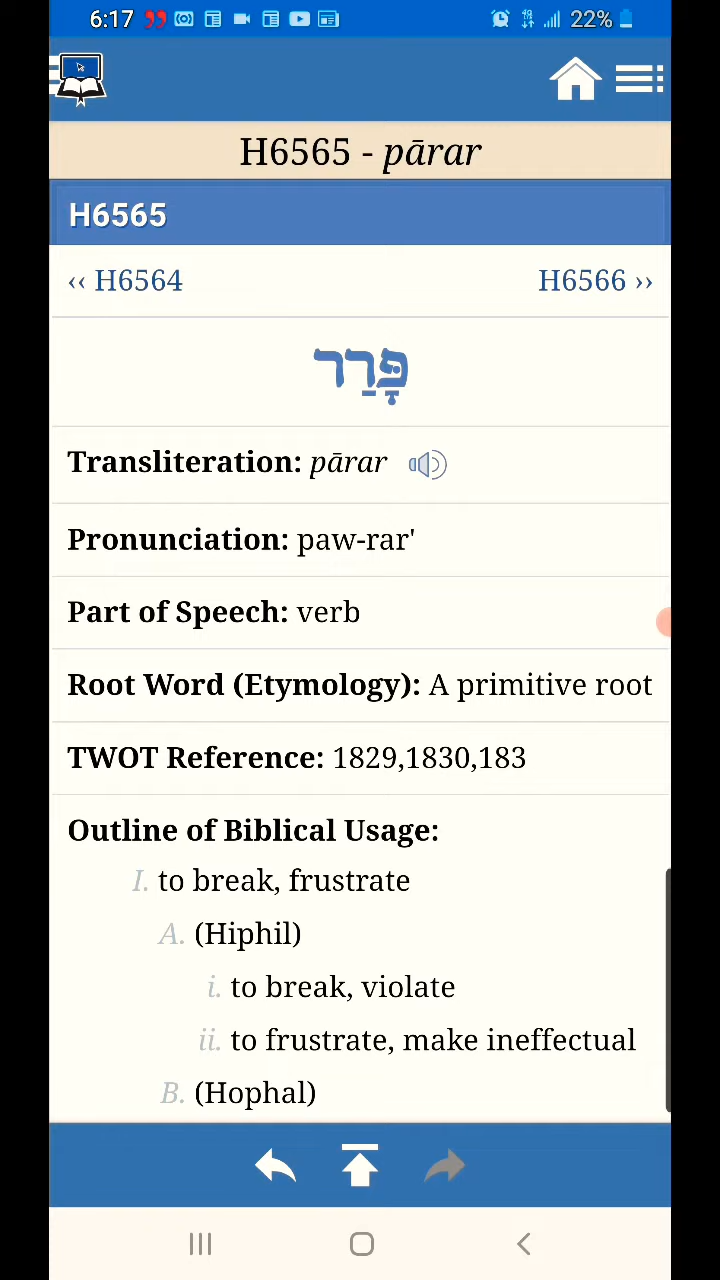 6:17 22%
H6565 - pārar
H6565
‹‹ H6564 H6566 ››
פָּרַר
Transliteration: pārar
Pronunciation: paw-rar'
Part of Speech: verb
Root Word (Etymology): A primitive root
TWOT Reference: 1829,1830,183
Outline of Biblical Usage:
I. to break, frustrate
A. (Hiphil)
i. to break, violate
ii. to frustrate, make ineffectual
B. (Hophal)